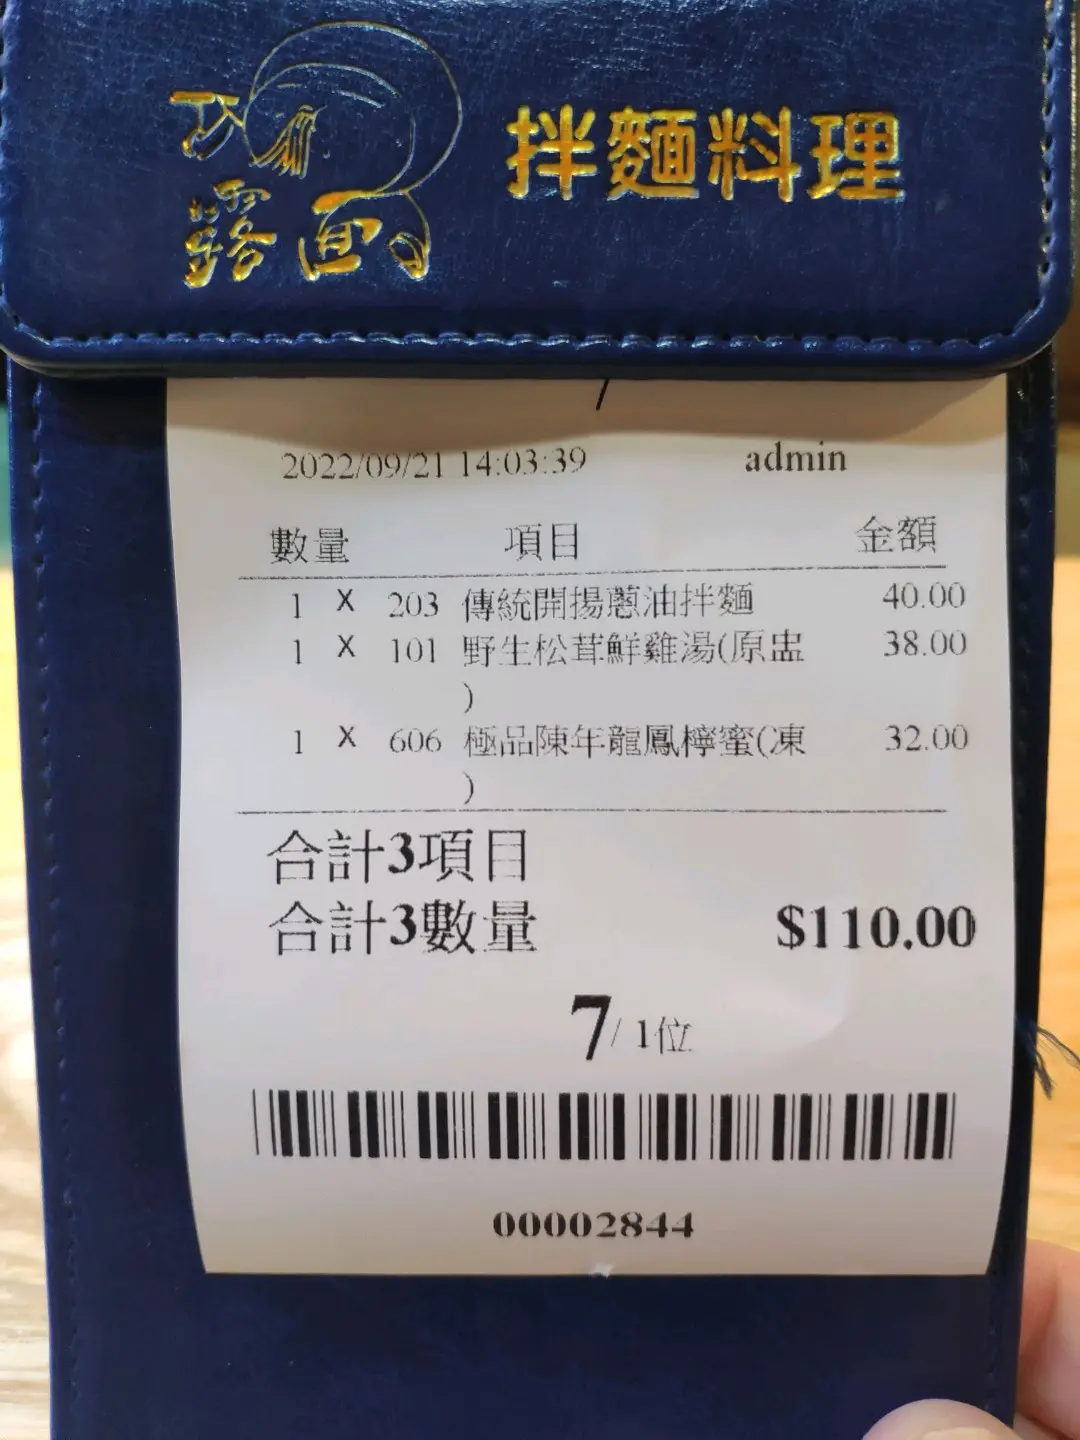 露面
拌麵料理
2022/09/21 14:03:39 admin
數量 項目 金額
1 X 203 傳統開揚蔥油拌麵 40.00
1 X 101 野生松茸鮮雞湯(原盅 38.00
)
1 X 606 極品陳年龍鳳檸蜜(凍 32.00
)
合計3項目
合計3數量 $110.00
7/ 1位
00002844